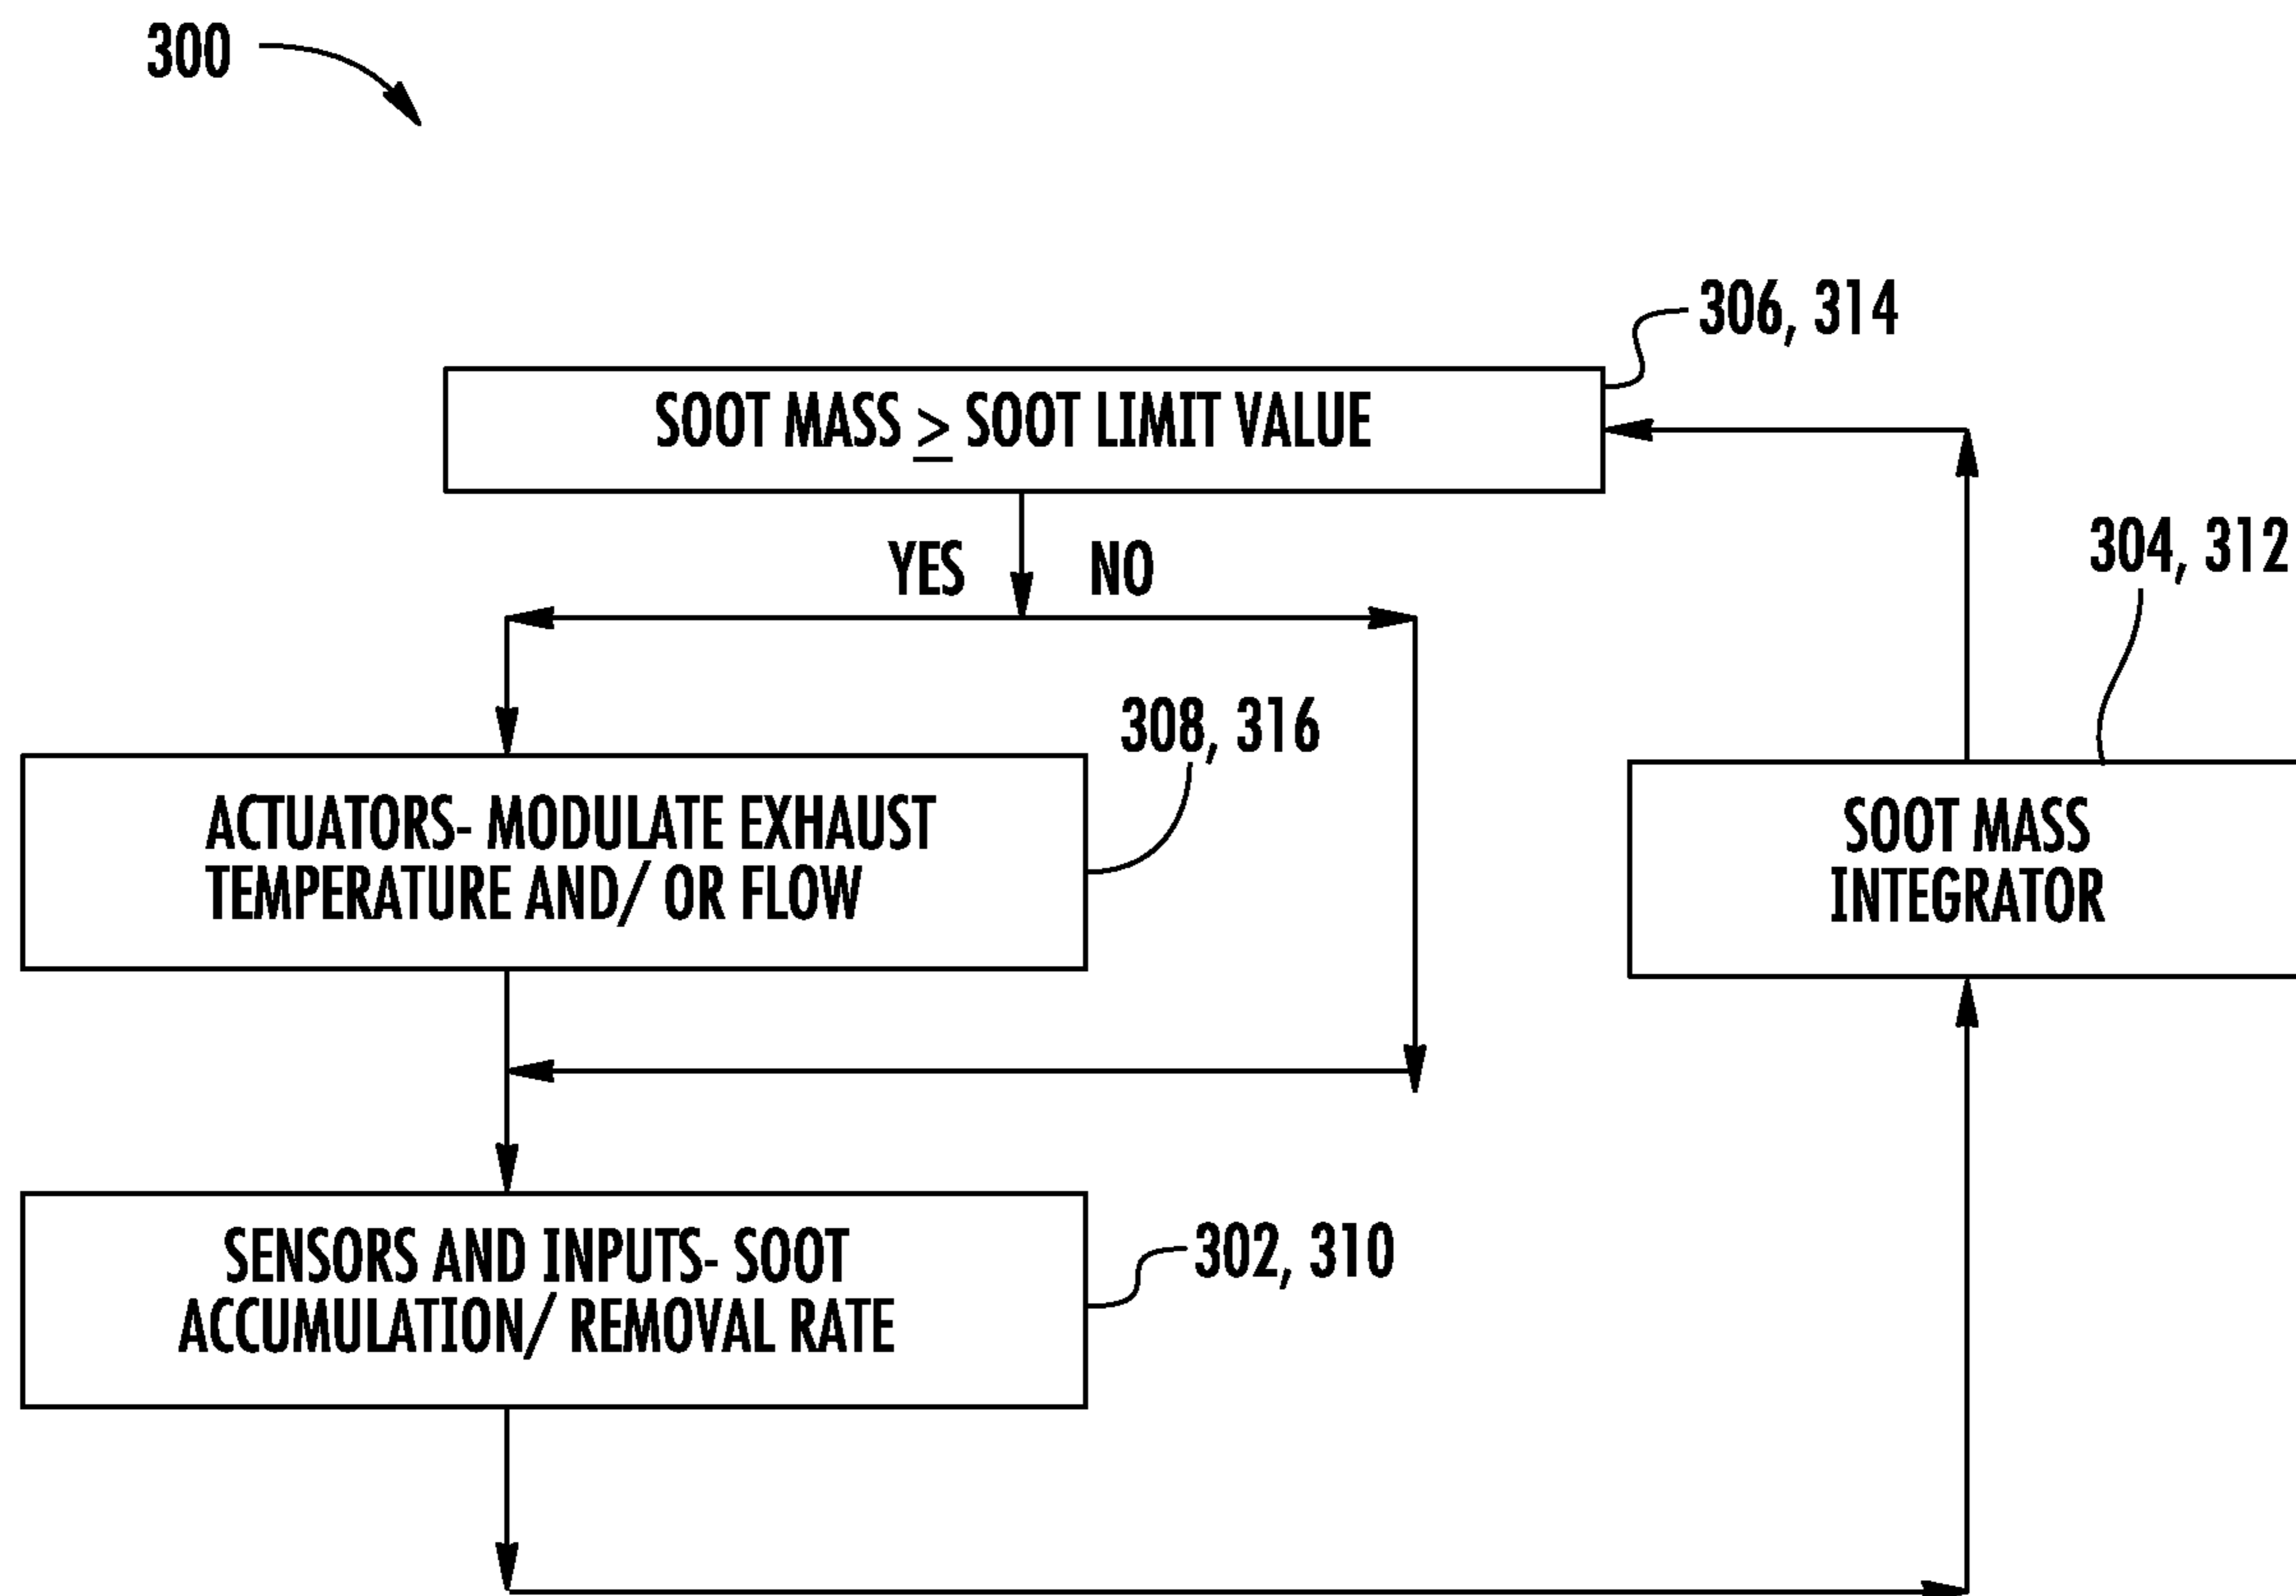 300
306, 314
SOOT MASS ≥ SOOT LIMIT VALUE
YES NO
304, 312
308, 316
ACTUATORS- MODULATE EXHAUST
TEMPERATURE AND/ OR FLOW
SOOT MASS
INTEGRATOR
302, 310
SENSORS AND INPUTS- SOOT
ACCUMULATION/ REMOVAL RATE